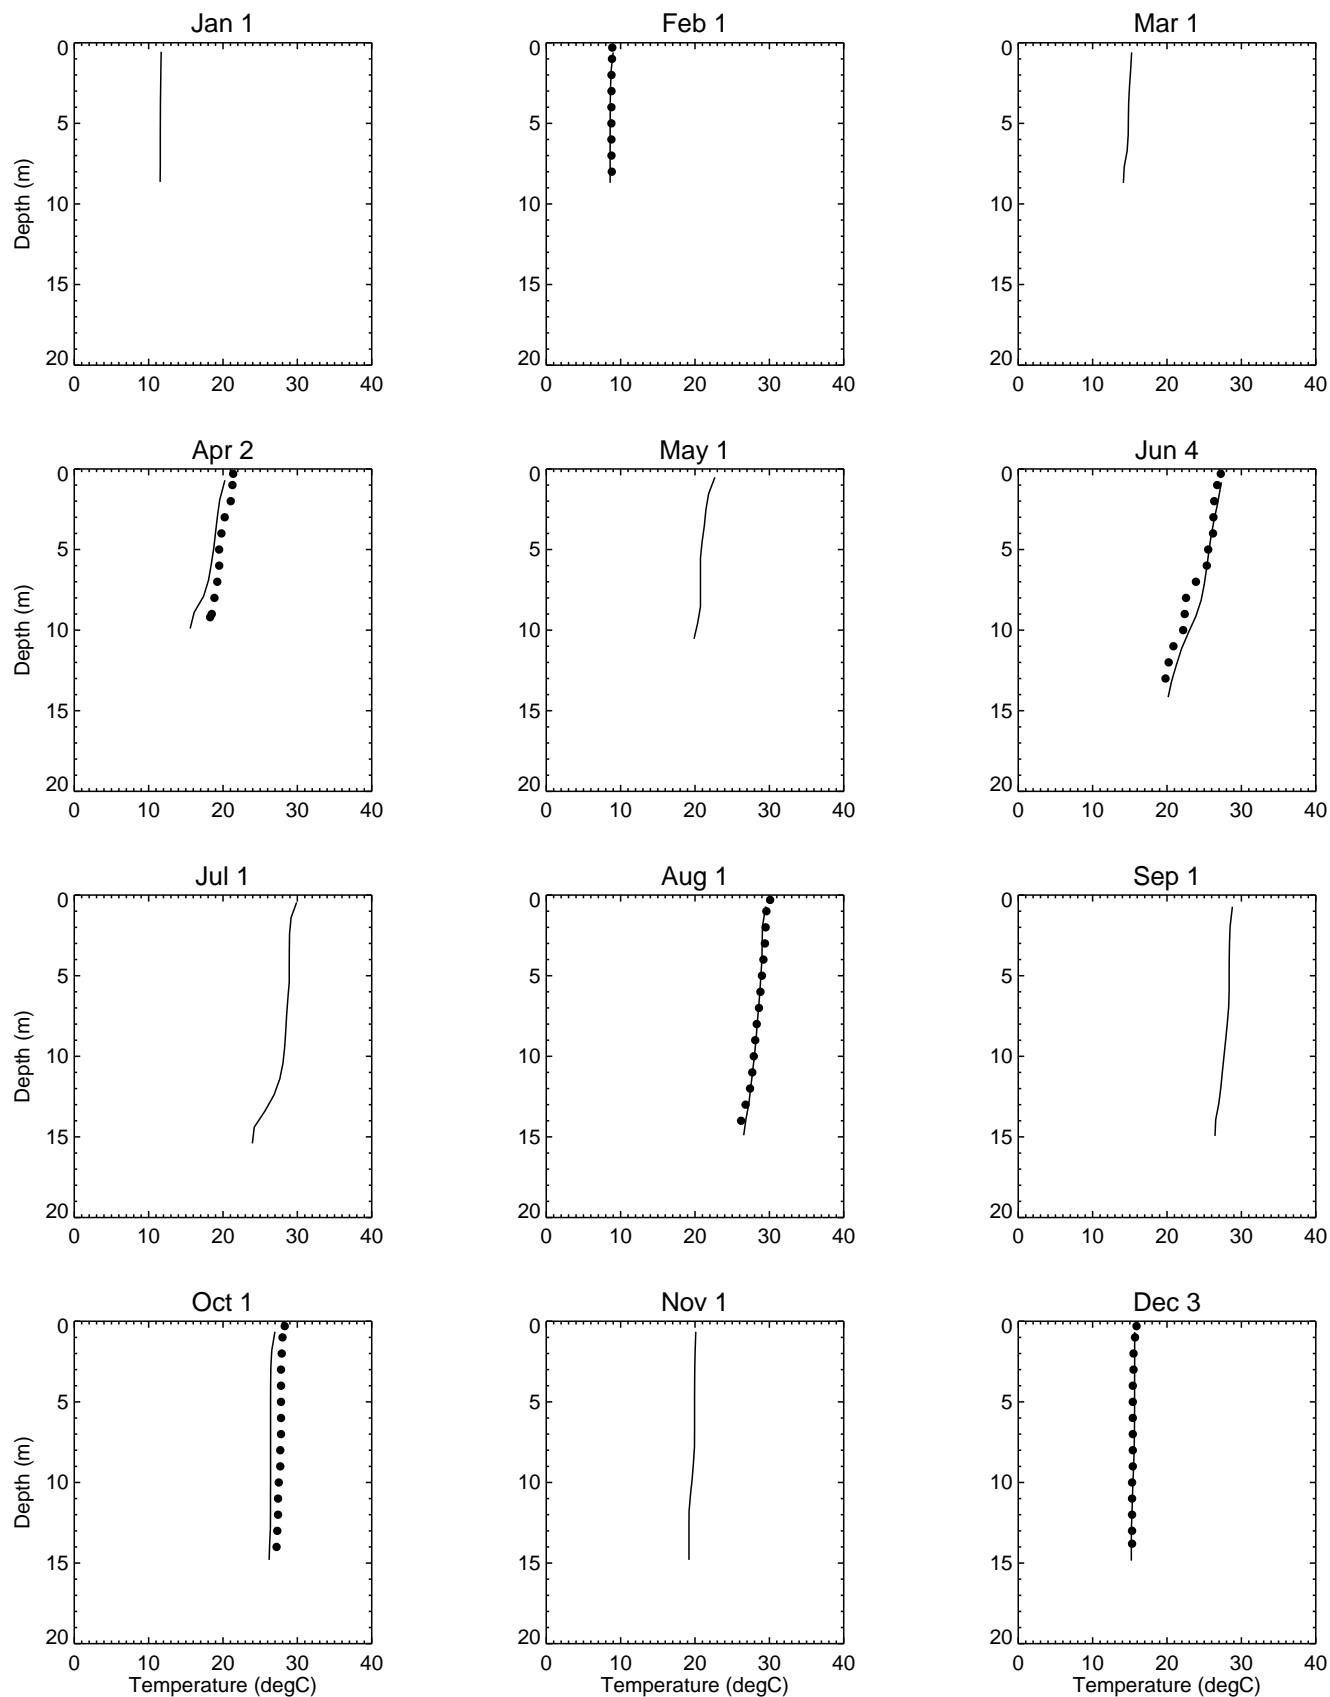 Jan 1 Feb 1 Mar 1
0 0 0
5 5 5
10 10 10
15 15 15
20 20 20
0 10 20 30 40 0 10 20 30 40 0 10 20 30 40
Depth (m)
Apr 2 May 1 Jun 4
0 0 0
5 5 5
10 10 10
15 15 15
20 20 20
0 10 20 30 40 0 10 20 30 40 0 10 20 30 40
Depth (m)
Jul 1 Aug 1 Sep 1
0 0 0
5 5 5
10 10 10
15 15 15
20 20 20
0 10 20 30 40 0 10 20 30 40 0 10 20 30 40
Depth (m)
Oct 1 Nov 1 Dec 3
0 0 0
5 5 5
10 10 10
15 15 15
20 20 20
0 10 20 30 40 0 10 20 30 40 0 10 20 30 40
Depth (m)
Temperature (degC) Temperature (degC) Temperature (degC)